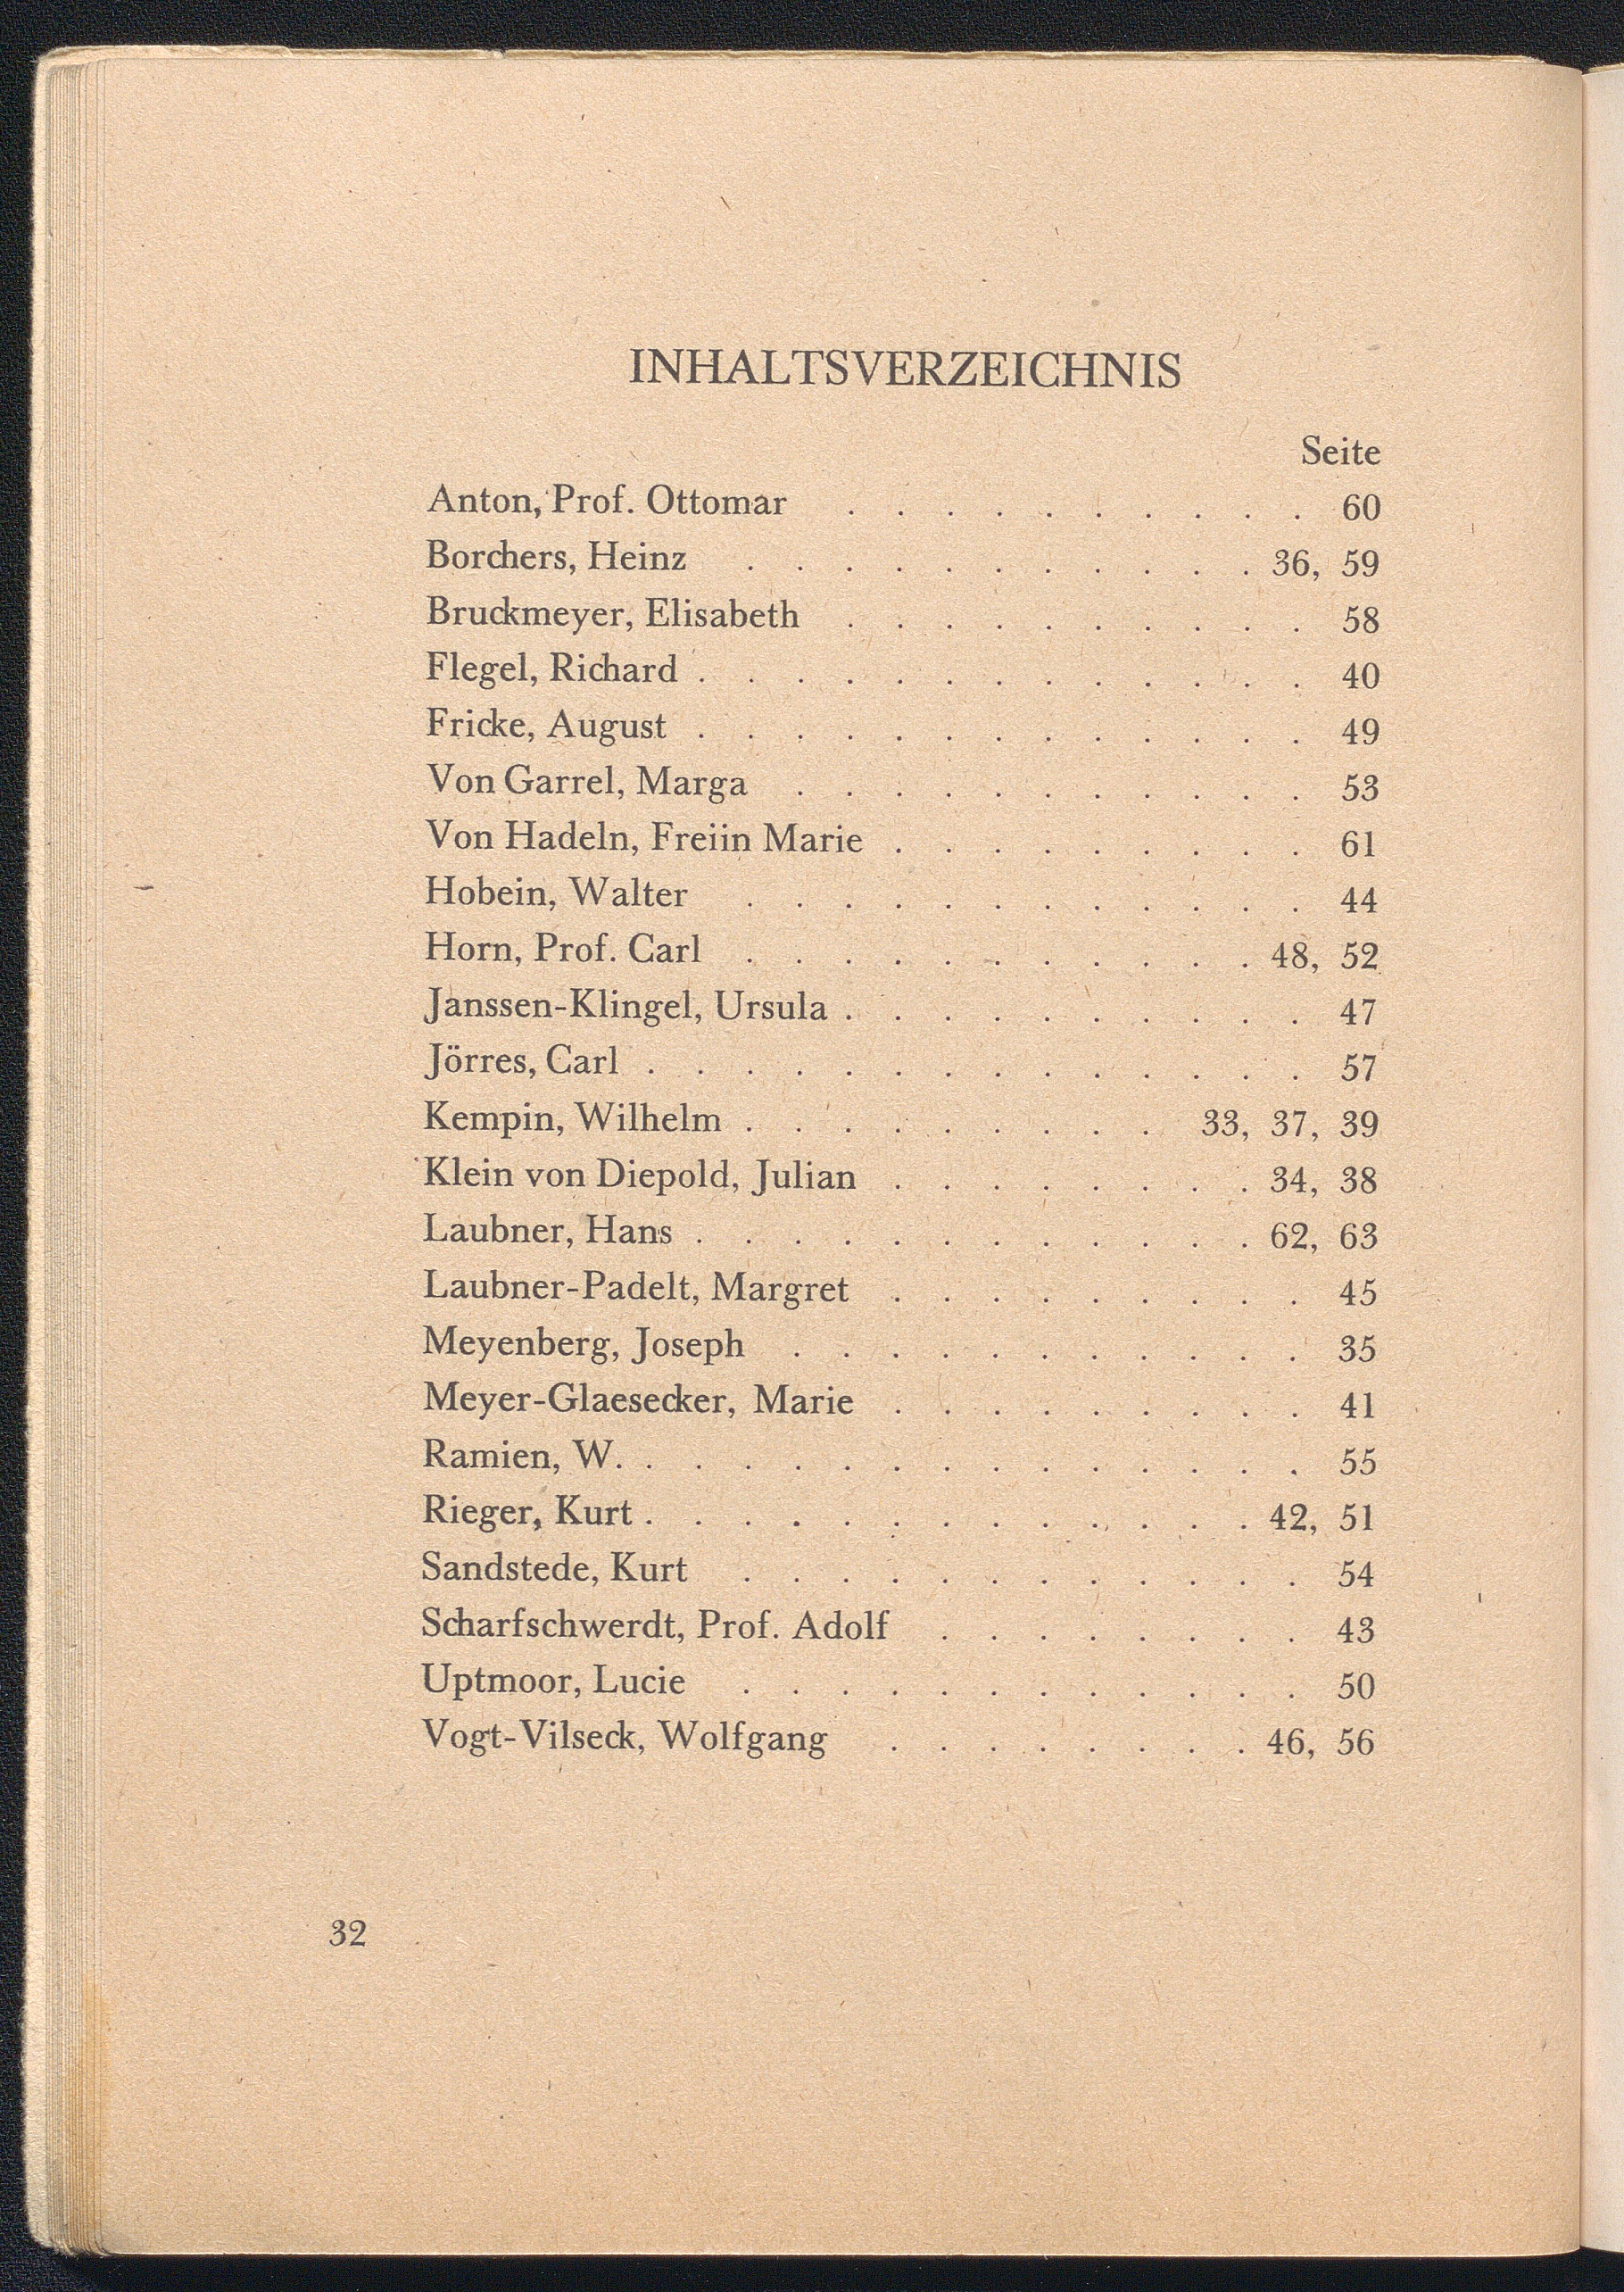 INHALTSVERZEICHNIS
Seite
Anton, Prof. Ottomar . . . . . . . . . . 60
Borchers, Heinz . . . . . . . . . . . 36, 59
Bruckmeyer, Elisabeth . . . . . . . . . . 58
Flegel, Richard . . . . . . . . . . . . . 40
Fricke, August . . . . . . . . . . . . . 49
Von Garrel, Marga . . . . . . . . . . . 53
Von Hadeln, Freiin Marie . . . . . . . . . 61
Hobein, Walter . . . . . . . . . . . . 44
Horn, Prof. Carl . . . . . . . . . . . 48, 52
Janssen-Klingel, Ursula . . . . . . . . . . 47
Jörres, Carl . . . . . . . . . . . . . . 57
Kempin, Wilhelm . . . . . . . . . 33, 37, 39
Klein von Diepold, Julian . . . . . . . . 34, 38
Laubner, Hans . . . . . . . . . . . . 62, 63
Laubner-Padelt, Margret . . . . . . . . . 45
Meyenberg, Joseph . . . . . . . . . . . 35
Meyer-Glaesecker, Marie . . . . . . . . . 41
Ramien, W. . . . . . . . . . . . . . . 55
Rieger, Kurt . . . . . . . . . . . . . 42, 51
Sandstede, Kurt . . . . . . . . . . . . 54
Scharfschwerdt, Prof. Adolf . . . . . . . . 43
Uptmoor, Lucie . . . . . . . . . . . . 50
Vogt-Vilseck, Wolfgang . . . . . . . . 46, 56
32